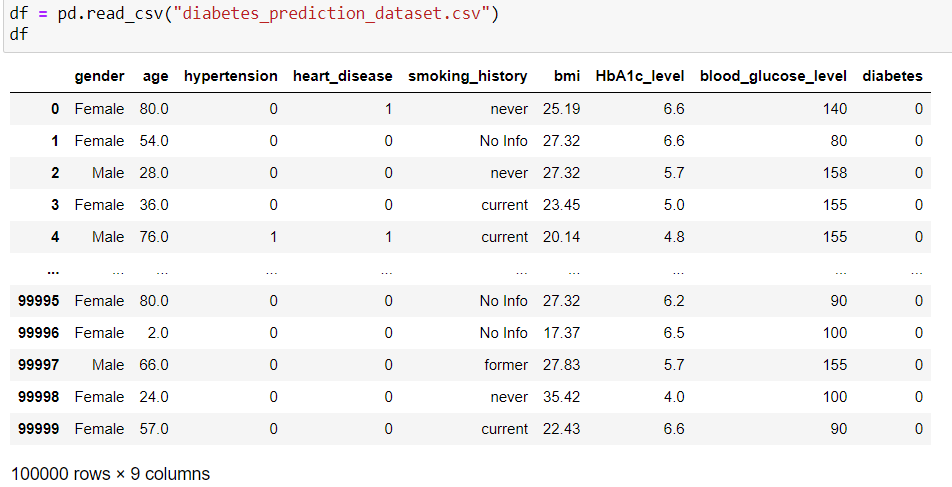 df = pd.read_csv("diabetes_prediction_dataset.csv")
df
gender age hypertension heart_disease smoking_history bmi HbA1c_level blood_glucose_level diabetes
0 Female 80.0 0 1 never 25.19 6.6 140 0
1 Female 54.0 0 0 No Info 27.32 6.6 80 0
2 Male 28.0 0 0 never 27.32 5.7 158 0
3 Female 36.0 0 0 current 23.45 5.0 155 0
4 Male 76.0 1 1 current 20.14 4.8 155 0
... ... ... ... ... ... ... ... ... ...
99995 Female 80.0 0 0 No Info 27.32 6.2 90 0
99996 Female 2.0 0 0 No Info 17.37 6.5 100 0
99997 Male 66.0 0 0 former 27.83 5.7 155 0
99998 Female 24.0 0 0 never 35.42 4.0 100 0
99999 Female 57.0 0 0 current 22.43 6.6 90 0
100000 rows × 9 columns